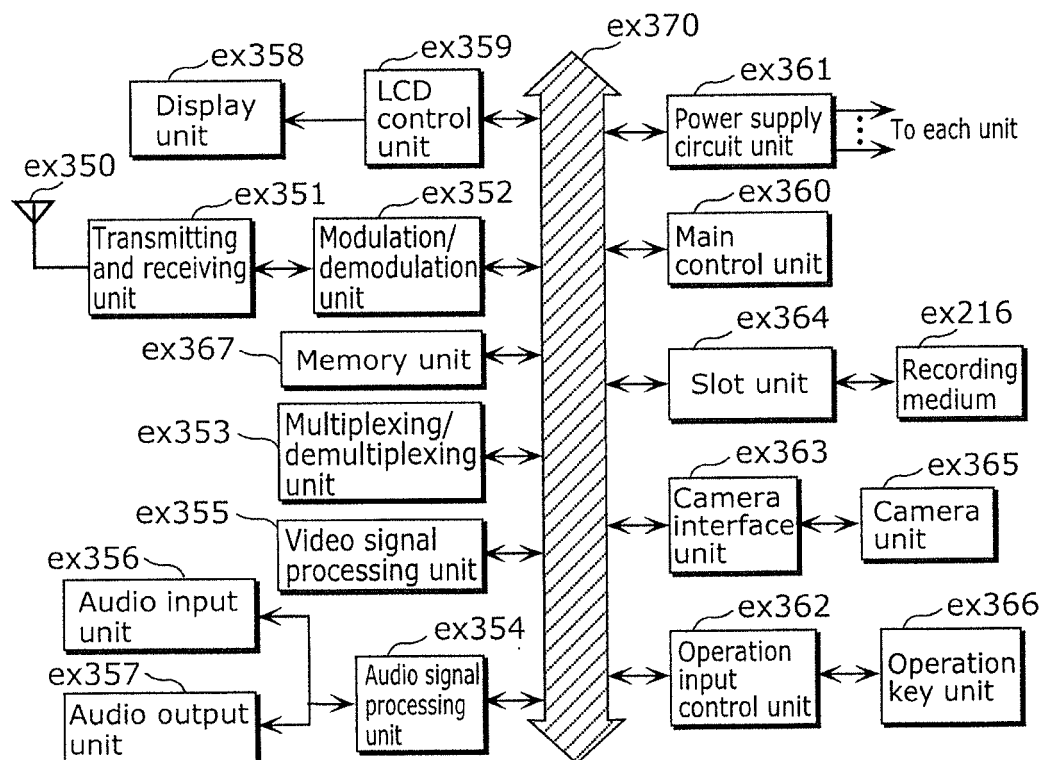 ex370
ex358
ex359
ex361
Display
unit
LCD
control
unit
Power supply
circuit unit
To each unit
ex350
ex351
ex352
ex360
Transmitting
and receiving
unit
Modulation/
demodulation
unit
Main
control unit
ex367
Memory unit
ex364
ex216
Slot unit
Recording
medium
ex353
Multiplexing/
demultiplexing
unit
ex363
ex365
Camera
interface
unit
Camera
unit
ex355
Video signal
processing unit
ex356
Audio input
unit
ex354
ex362
ex366
ex357
Audio output
unit
Audio signal
processing
unit
Operation
input
control unit
Operation
key unit